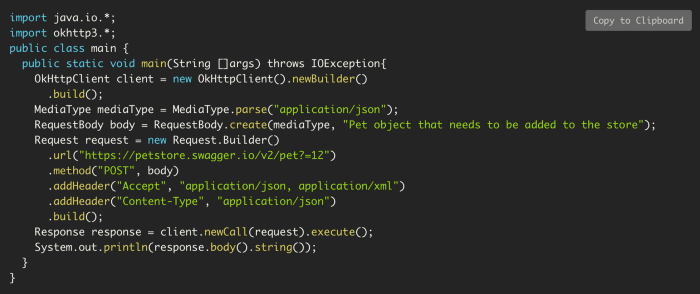 import java.io.*;
Copy to Clipboard
import okhttp3.*;
public class main {
  public static void main(String []args) throws IOException{
    OkHttpClient client = new OkHttpClient().newBuilder()
      .build();
    MediaType mediaType = MediaType.parse("application/json");
    RequestBody body = RequestBody.create(mediaType, "Pet object that needs to be added to the store");
    Request request = new Request.Builder()
      .url("https://petstore.swagger.io/v2/pet?=12")
      .method("POST", body)
      .addHeader("Accept", "application/json, application/xml")
      .addHeader("Content-Type", "application/json")
      .build();
    Response response = client.newCall(request).execute();
    System.out.println(response.body().string());
  }
}